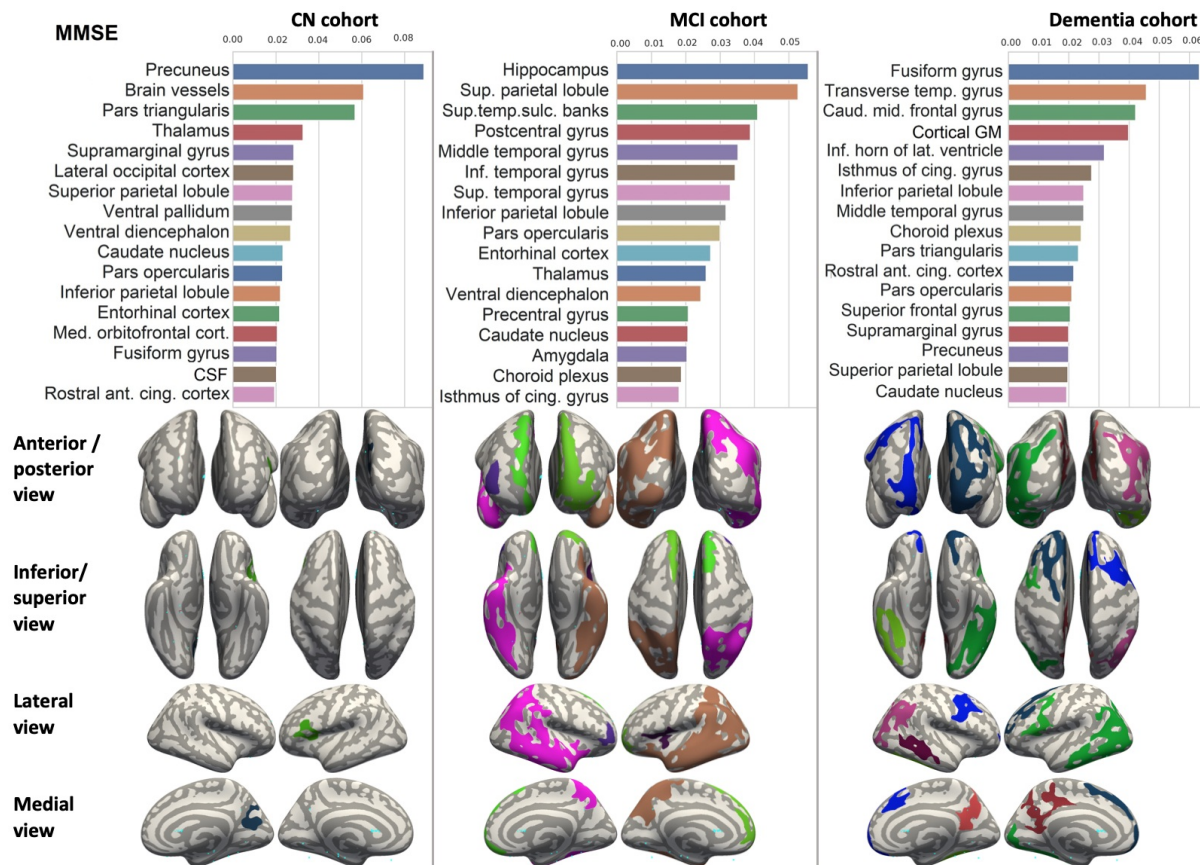 CN cohort
MCI cohort
Dementia cohort
MMSE
0.00 0.02 0.04 0.06 0.08
Precuneus
Brain vessels
Pars triangularis
Thalamus
Supramarginal gyrus
Lateral occipital cortex
Superior parietal lobule
Ventral pallidum
Ventral diencephalon
Caudate nucleus
Pars opercularis
Inferior parietal lobule
Entorhinal cortex
Med. orbitofrontal cort.
Fusiform gyrus
CSF
Rostral ant. cing. cortex
0.00 0.01 0.02 0.03 0.04 0.05
Hippocampus
Sup. parietal lobule
Sup.temp.sulc. banks
Postcentral gyrus
Middle temporal gyrus
Inf. temporal gyrus
Sup. temporal gyrus
Inferior parietal lobule
Pars opercularis
Entorhinal cortex
Thalamus
Ventral diencephalon
Precentral gyrus
Caudate nucleus
Amygdala
Choroid plexus
Isthmus of cing. gyrus
0.00 0.01 0.02 0.03 0.04 0.05 0.06
Fusiform gyrus
Transverse temp. gyrus
Caud. mid. frontal gyrus
Cortical GM
Inf. horn of lat. ventricle
Isthmus of cing. gyrus
Inferior parietal lobule
Middle temporal gyrus
Choroid plexus
Pars triangularis
Rostral ant. cing. cortex
Pars opercularis
Superior frontal gyrus
Supramarginal gyrus
Precuneus
Superior parietal lobule
Caudate nucleus
Anterior /
posterior
view
Inferior/
superior
view
Lateral
view
Medial
view